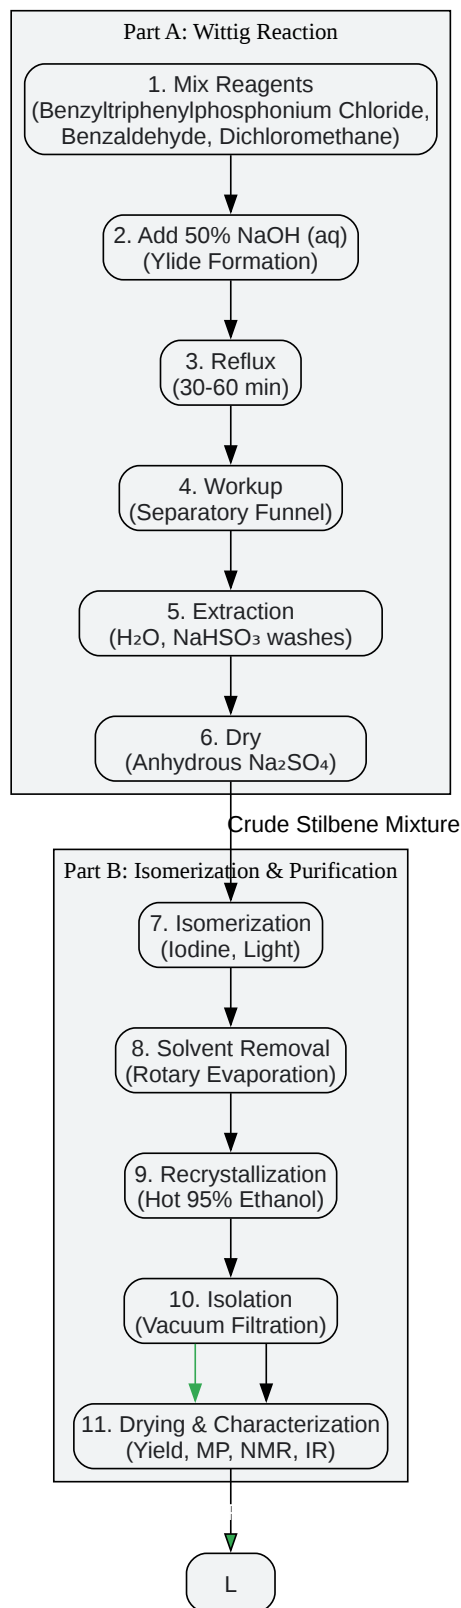 Part A: Wittig Reaction
1. Mix Reagents
(Benzyltriphenylphosphonium Chloride,
Benzaldehyde, Dichloromethane)
2. Add 50% NaOH (aq)
(Ylide Formation)
3. Reflux
(30-60 min)
4. Workup
(Separatory Funnel)
5. Extraction
(H₂O, NaHSO₃ washes)
6. Dry
(Anhydrous Na₂SO₄)
Crude Stilbene Mixture
Part B: Isomerization & Purification
7. Isomerization
(Iodine, Light)
8. Solvent Removal
(Rotary Evaporation)
9. Recrystallization
(Hot 95% Ethanol)
10. Isolation
(Vacuum Filtration)
11. Drying & Characterization
(Yield, MP, NMR, IR)
L